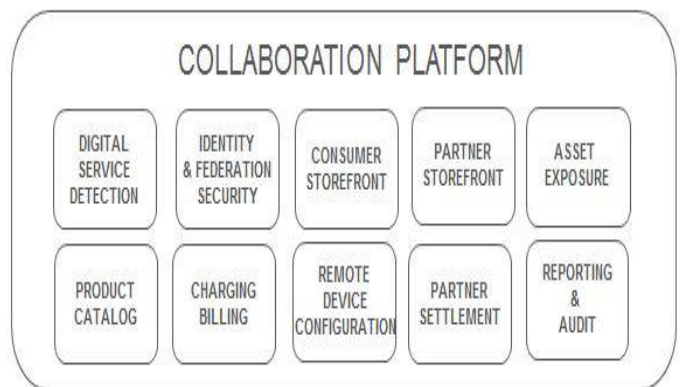 COLLABORATION PLATFORM
DIGITAL
SERVICE
DETECTION
IDENTITY
& FEDERATION
SECURITY
CONSUMER
STOREFRONT
PARTNER
STOREFRONT
ASSET
EXPOSURE
PRODUCT
CATALOG
CHARGING
BILLING
REMOTE
DEVICE
CONFIGURATION
PARTNER
SETTLEMENT
REPORTING
&
AUDIT